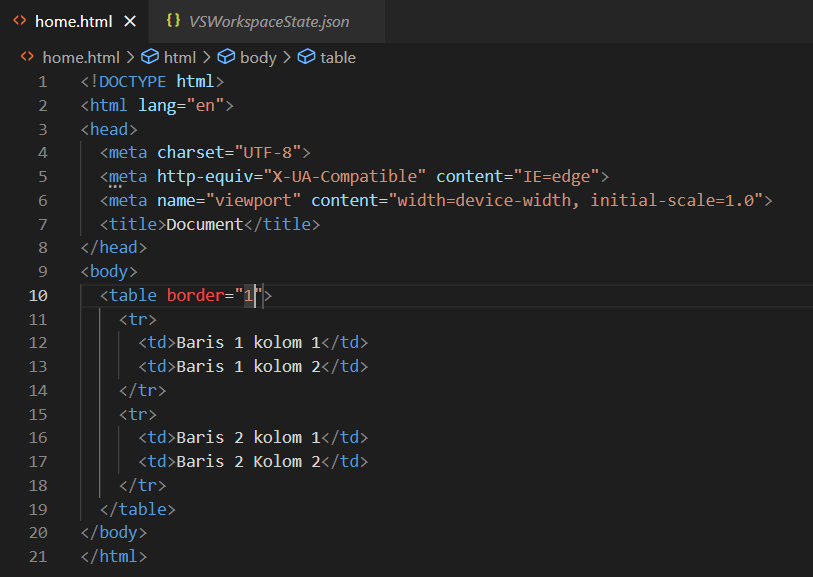 home.html × {} VSWorkspaceState.json
home.html > html > body > table
1 <!DOCTYPE html>
2 <html lang="en">
3 <head>
4 <meta charset="UTF-8">
5 <meta http-equiv="X-UA-Compatible" content="IE=edge">
6 <meta name="viewport" content="width=device-width, initial-scale=1.0">
7 <title>Document</title>
8 </head>
9 <body>
10 <table border="1">
11 <tr>
12 <td>Baris 1 kolom 1</td>
13 <td>Baris 1 kolom 2</td>
14 </tr>
15 <tr>
16 <td>Baris 2 kolom 1</td>
17 <td>Baris 2 Kolom 2</td>
18 </tr>
19 </table>
20 </body>
21 </html>